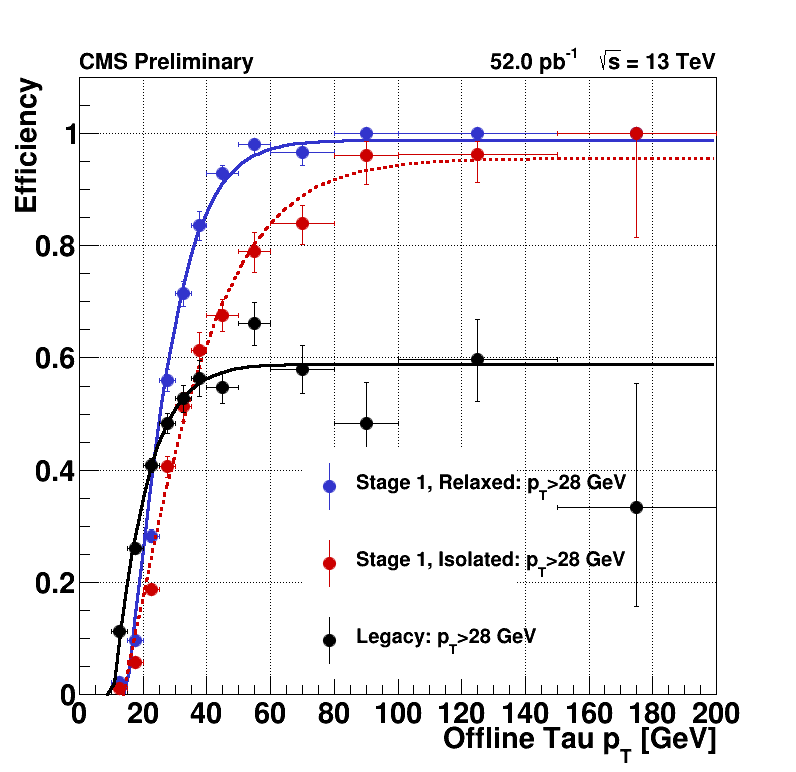 CMS Preliminary 52.0 pb-1 √s = 13 TeV
Efficiency
1
0.8
0.6
0.4
0.2
0
Stage 1, Relaxed: pT>28 GeV
Stage 1, Isolated: pT>28 GeV
Legacy: pT>28 GeV
0 20 40 60 80 100 120 140 160 180 200
Offline Tau pT [GeV]